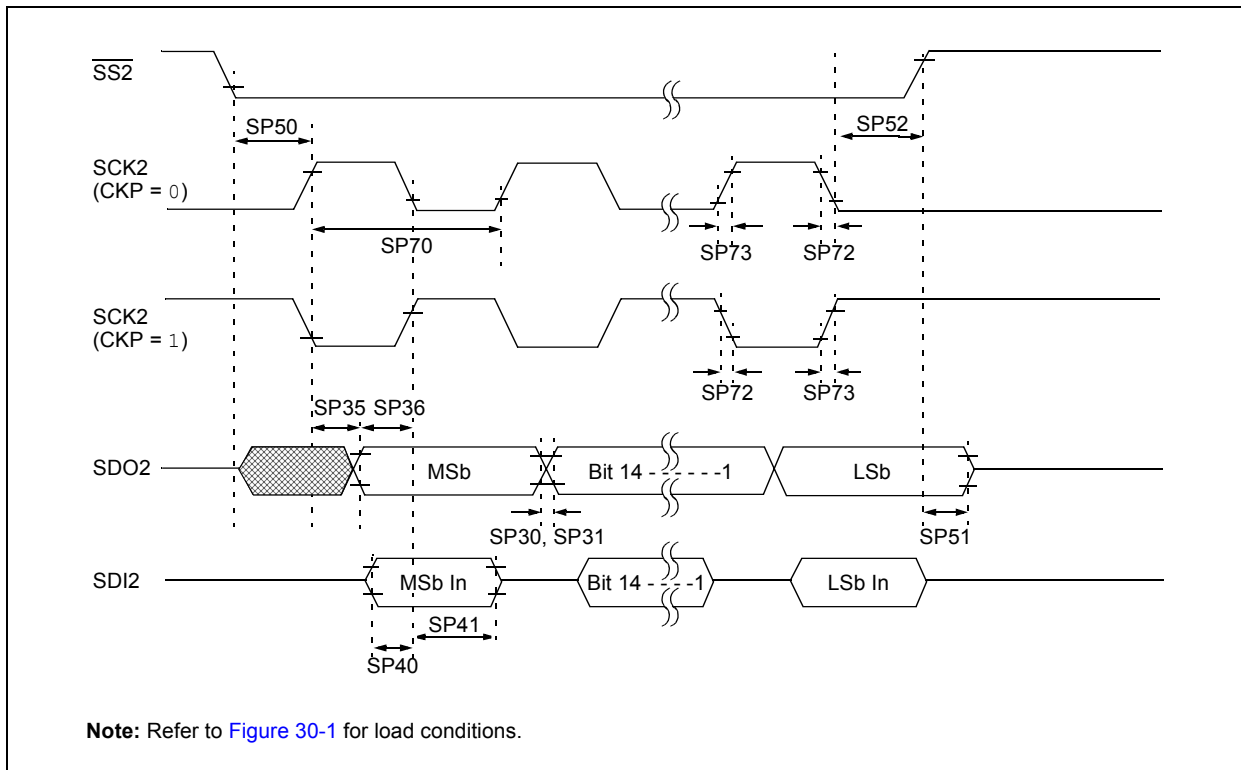 SS2
SP50
SP52
SCK2
(CKP = 0)
SP70
SP73
SP72
SCK2
(CKP = 1)
SP72
SP73
SP35
SP36
SDO2
MSb
Bit 14 - - - - - -1
LSb
SP30, SP31
SP51
SDI2
MSb In
Bit 14 - - - -1
LSb In
SP41
SP40
Note: Refer to Figure 30-1 for load conditions.